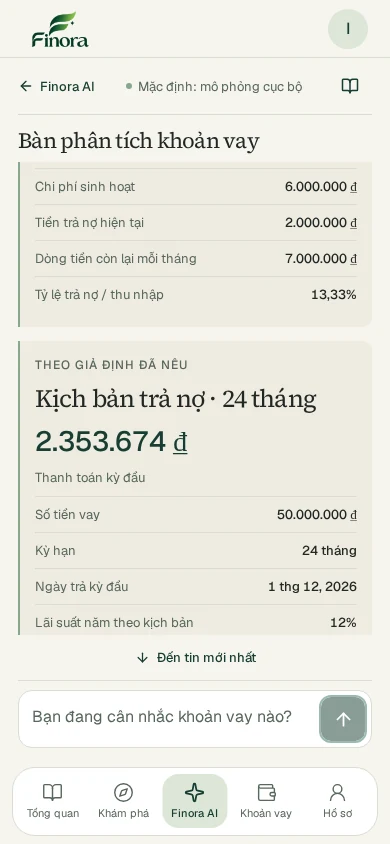 Finora
I
Finora AI
Mặc định: mô phỏng cục bộ
Bàn phân tích khoản vay
Chi phí sinh hoạt 6.000.000 ₫
Tiền trả nợ hiện tại 2.000.000 ₫
Dòng tiền còn lại mỗi tháng 7.000.000 ₫
Tỷ lệ trả nợ / thu nhập 13,33%
THEO GIẢ ĐỊNH ĐÃ NÊU
Kịch bản trả nợ · 24 tháng
2.353.674 ₫
Thanh toán kỳ đầu
Số tiền vay 50.000.000 ₫
Kỳ hạn 24 tháng
Ngày trả kỳ đầu 1 thg 12, 2026
Lãi suất năm theo kịch bản 12%
Đến tin mới nhất
Bạn đang cân nhắc khoản vay nào?
Tổng quan Khám phá Finora AI Khoản vay Hồ sơ